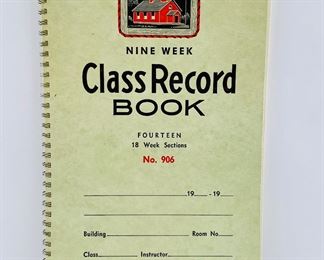 NINE WEEK
Class Record
BOOK
FOURTEEN
18 Week Sections
No. 906
19 - 19
Building Room No.
Class Instructor